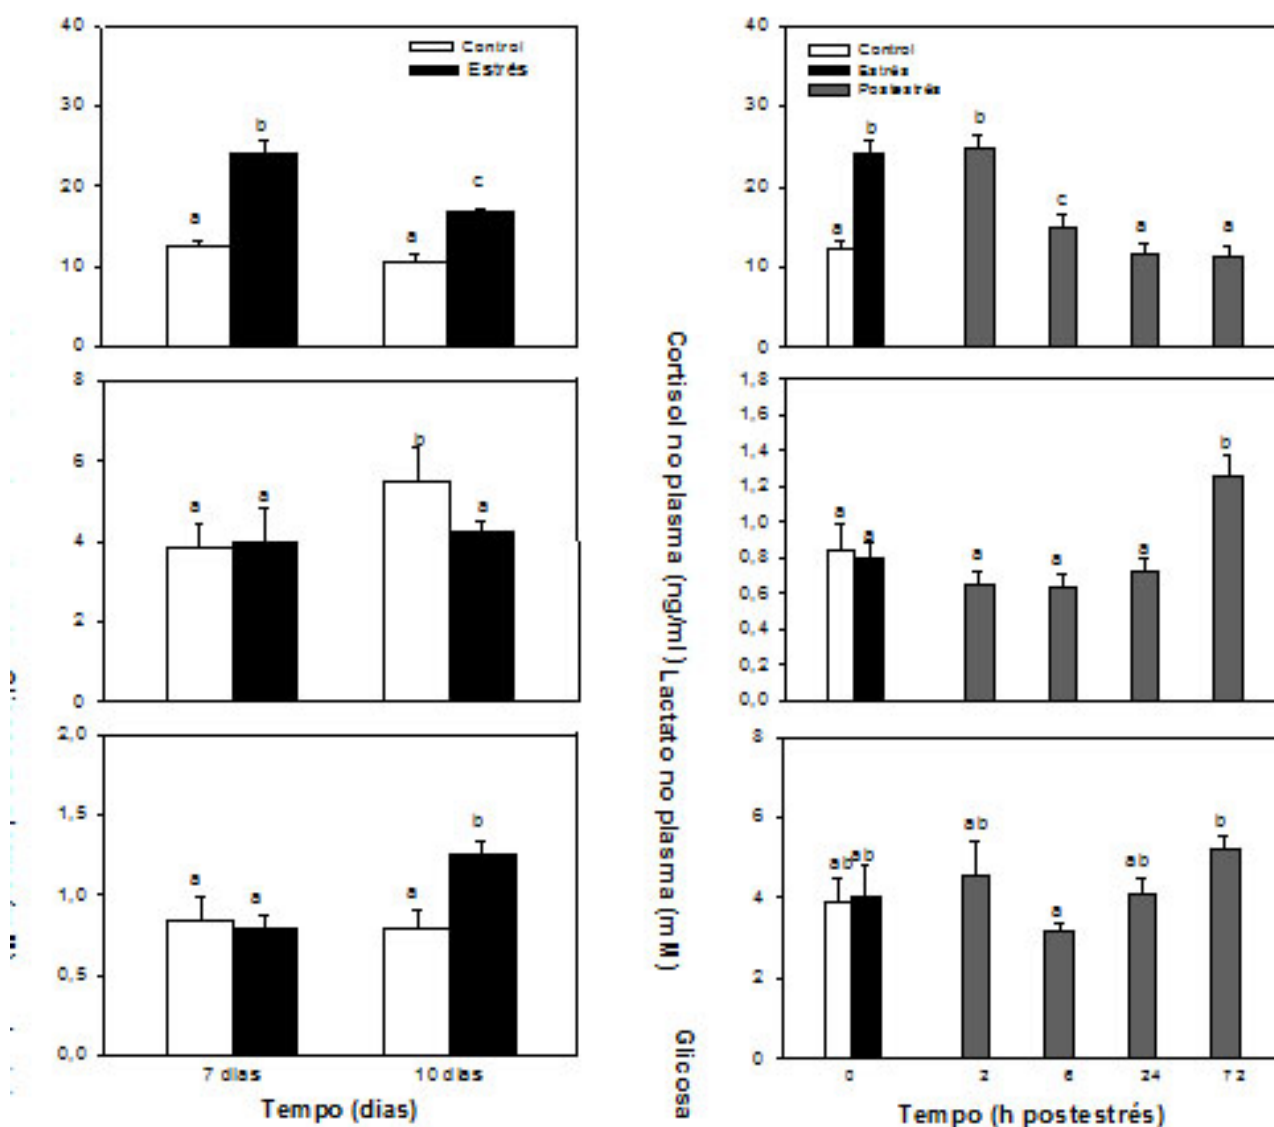 40
Control
Estrés
30
b
20
c
a
a
10
0
8
b
6
a
a
a
4
2
0
2,0
1,5
b
a
a
a
1,0
0,5
0,0
7 dias
10 dias
Tempo (dias)
Cortisol no plasma (ng/ml) Lactato no plasma (mM)
Glicosa
40
Control
Estrés
Postestrés
30
b
b
20
c
a
a
a
10
0
1,8
1,6
1,4
b
1,2
1,0
a
a
a
a
a
0,8
0,6
0,4
0,2
0,0
8
6
ab
b
ab
ab
ab
a
4
2
0
0
2
6
24
72
Tempo (h postestrés)